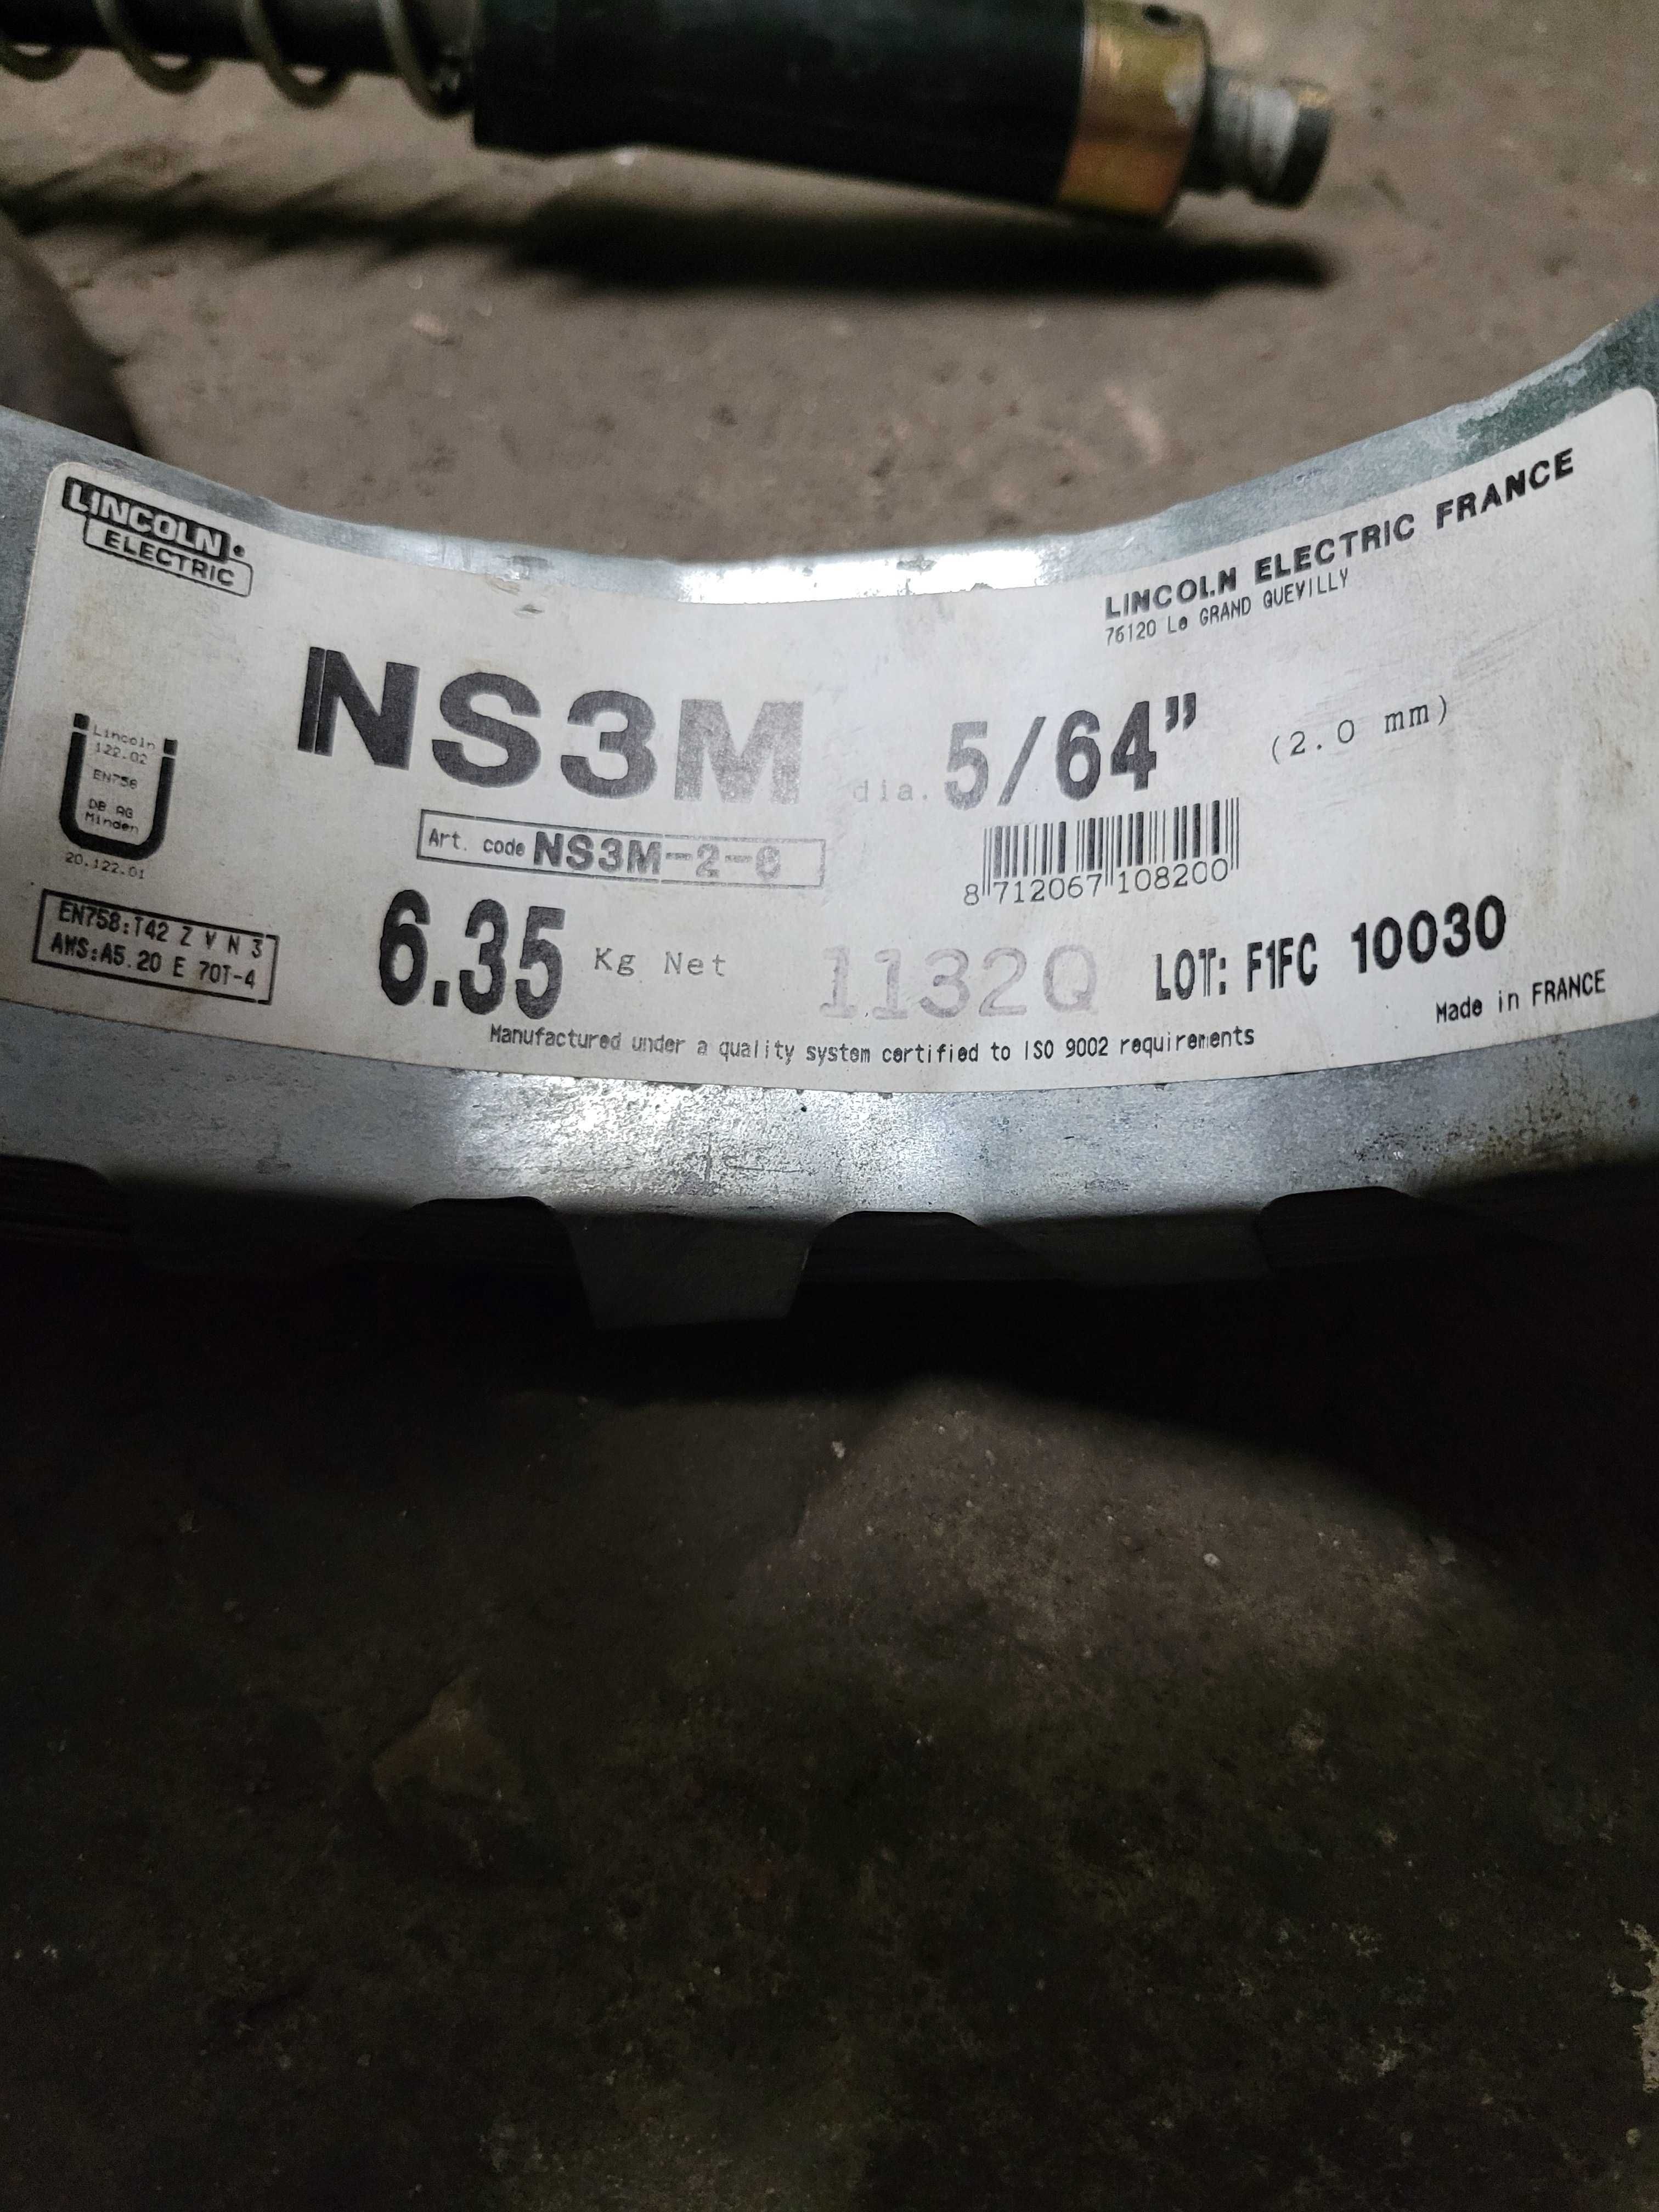 LINCOLN
ELECTRIC
LINCOLN ELECTRIC FRANCE
76120 Le GRAND QUEVILLY
NS3M dia. 5/64” (2.0 mm)
Lincoln
122.02
EN758
DB AG
Minden
20.122.01
Art. code NS3M-2-6
8 712067 108200
EN758:T42 Z V N 3
AWS:A5.20 E 70T-4
6.35 Kg Net 1132Q LOT: F1FC 10030
Manufactured under a quality system certified to ISO 9002 requirements
Made in FRANCE